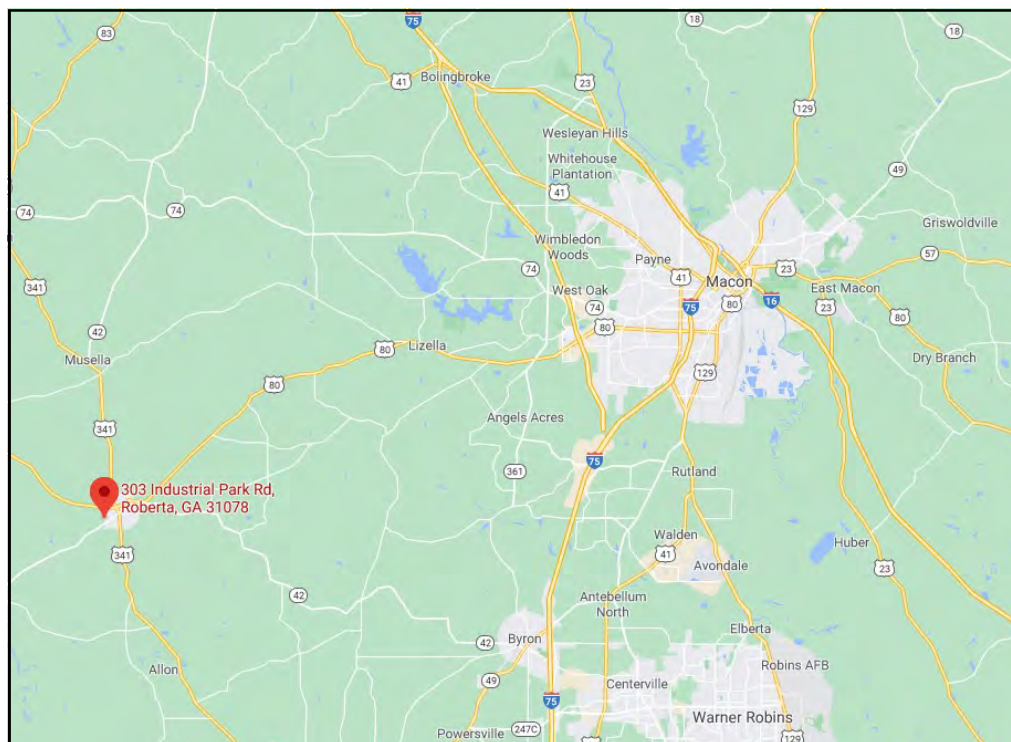 75
83
18
18
41
Bolingbroke
23
129
Wesleyan Hills
Whitehouse
Plantation
49
41
74
74
Griswoldville
Wimbledon
Woods
Payne
57
74
23
341
41
Macon
East Macon
West Oak
16
74
75
80
23
80
80
42
Lizella
80
Musella
Dry Branch
129
80
Angels Acres
341
75
361
Rutland
303 Industrial Park Rd,
Roberta, GA 31078
Walden
Huber
341
41
Avondale
23
42
Antebellum
North
Elberta
Byron
42
Robins AFB
Allon
49
Centerville
75
Warner Robins
247C
Powersville
129